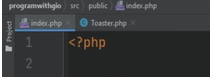 programwithgio src public index.php
index.php Toaster.php
Project
1 <?php
2